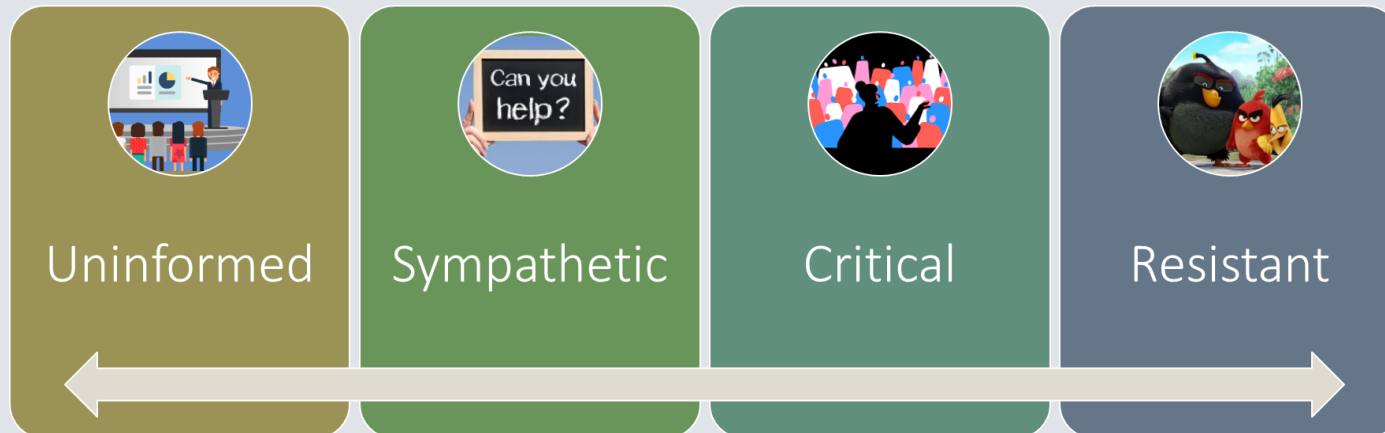 Uninformed
Can you
help?
Sympathetic
Critical
Resistant